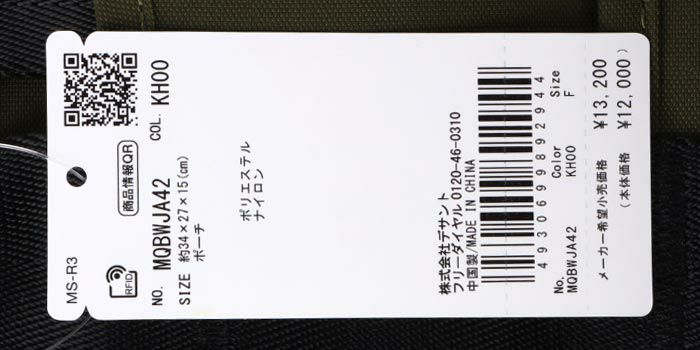 MS-R3
商品情報QR
RFID
NO. MQBWJA42 COL. KH00
SIZE 約34×27×15(cm)
ポーチ
ポリエステル
ナイロン
株式会社デサント
フリーダイヤル 0120-46-0310
中国製/MADE IN CHINA
4930699892944
No. Color Size
MQBWJA42 KH00 F
メーカー希望小売価格 ¥13,200
(本体価格 ¥12,000)